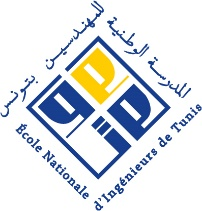 المدرسة الوطنية للمهندسين بتونس
École Nationale
d'Ingénieurs de Tunis